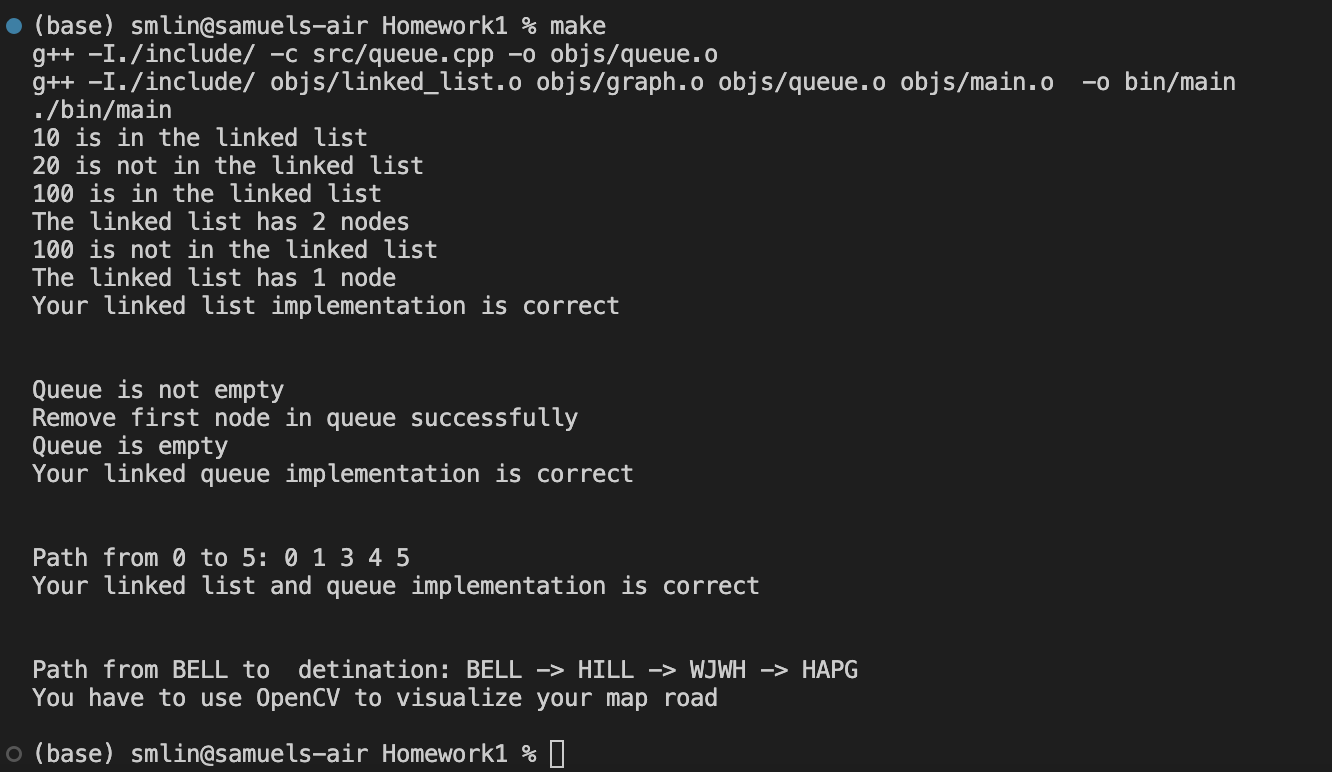 (base) smlin@samuels-air Homework1 % make
g++ -I./include/ -c src/queue.cpp -o objs/queue.o
g++ -I./include/ objs/linked_list.o objs/graph.o objs/queue.o objs/main.o  -o bin/main
./bin/main
10 is in the linked list
20 is not in the linked list
100 is in the linked list
The linked list has 2 nodes
100 is not in the linked list
The linked list has 1 node
Your linked list implementation is correct
Queue is not empty
Remove first node in queue successfully
Queue is empty
Your linked queue implementation is correct
Path from 0 to 5: 0 1 3 4 5
Your linked list and queue implementation is correct
Path from BELL to  detination: BELL -> HILL -> WJWH -> HAPG
You have to use OpenCV to visualize your map road
(base) smlin@samuels-air Homework1 %